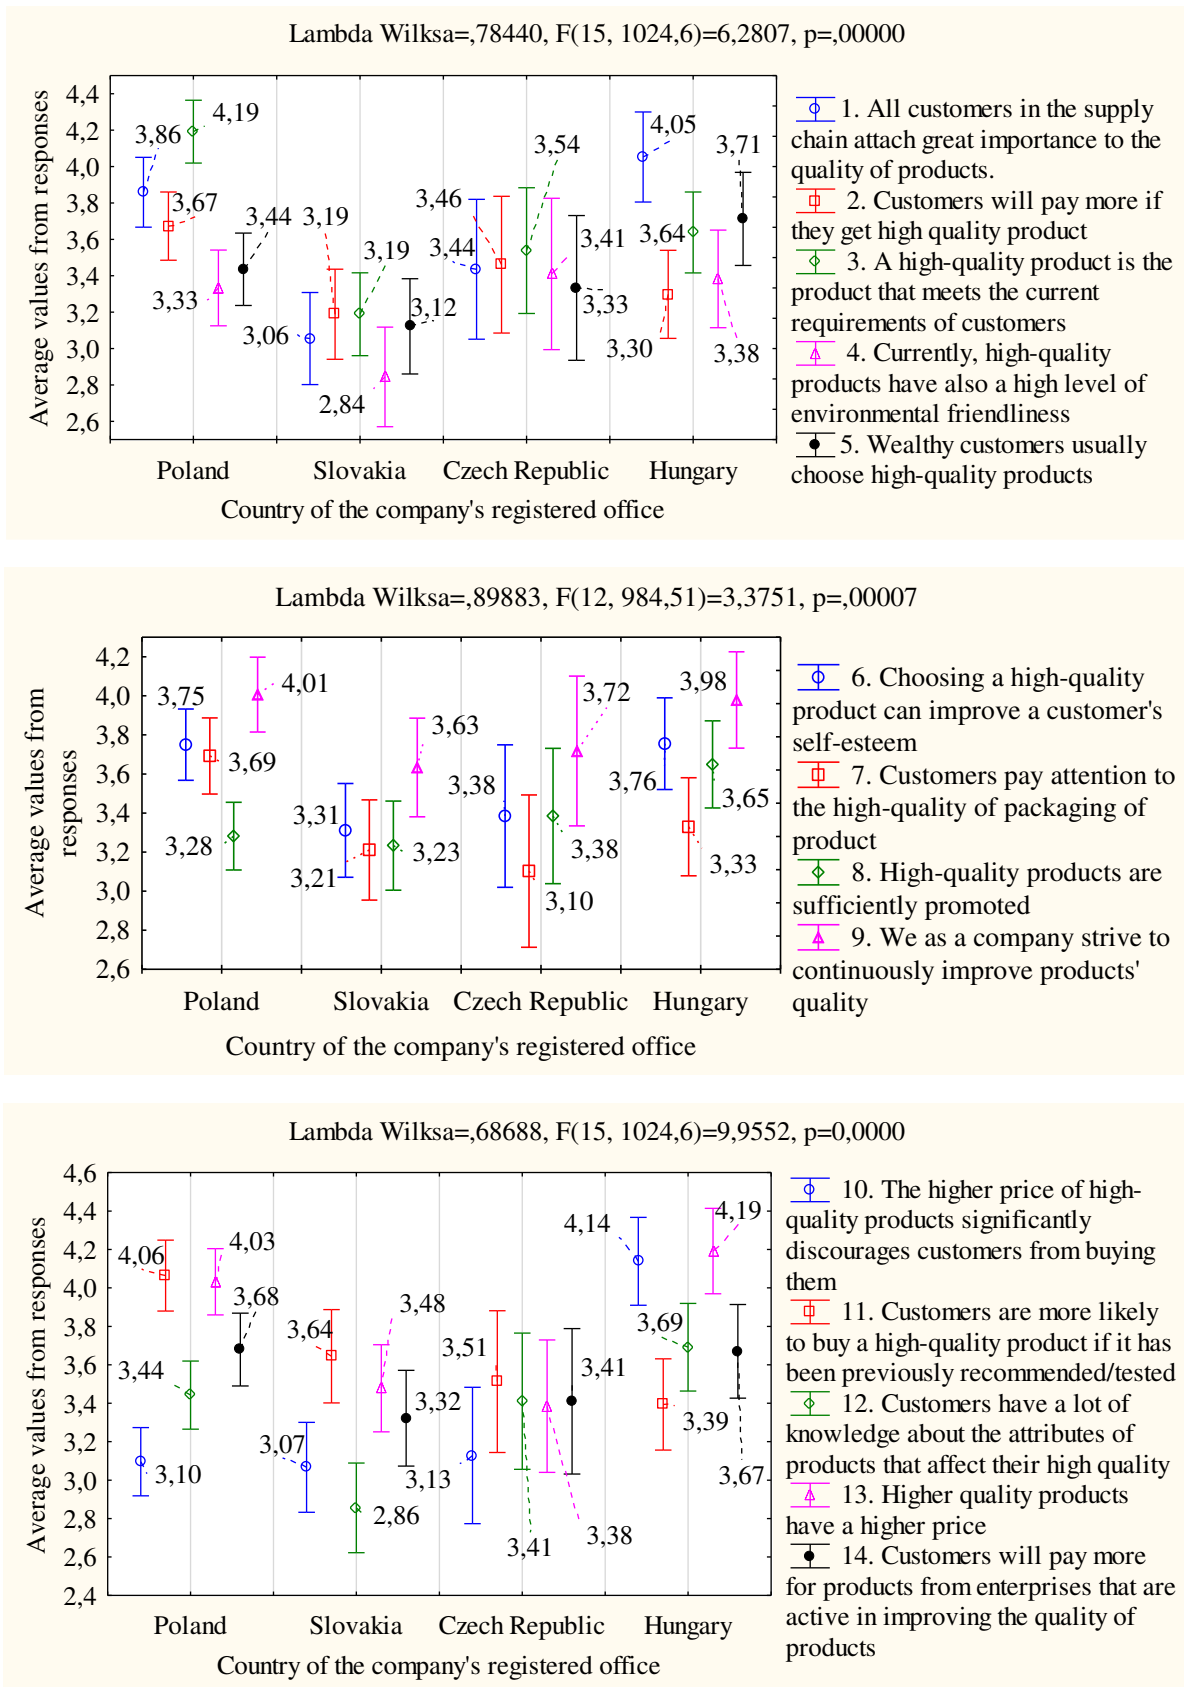 Lambda Wilksa=,78440, F(15, 1024,6)=6,2807, p=,00000
Average values from responses
4,4
4,2
4,0
3,8
3,6
3,4
3,2
3,0
2,8
2,6
3,86
4,19
3,67
3,33
3,44
3,06
3,19
3,19
2,84
3,12
3,44
3,46
3,54
3,41
3,33
4,05
3,30
3,64
3,38
3,71
Poland
Slovakia
Czech Republic
Hungary
Country of the company's registered office
1. All customers in the supply
chain attach great importance to the
quality of products.
2. Customers will pay more if
they get high quality product
3. A high-quality product is the
product that meets the current
requirements of customers
4. Currently, high-quality
products have also a high level of
environmental friendliness
5. Wealthy customers usually
choose high-quality products
Lambda Wilksa=,89883, F(12, 984,51)=3,3751, p=,00007
Average values from
responses
4,2
4,0
3,8
3,6
3,4
3,2
3,0
2,8
2,6
3,75
3,69
3,28
4,01
3,31
3,21
3,23
3,63
3,38
3,10
3,38
3,72
3,76
3,33
3,65
3,98
Poland
Slovakia
Czech Republic
Hungary
Country of the company's registered office
6. Choosing a high-quality
product can improve a customer's
self-esteem
7. Customers pay attention to
the high-quality of packaging of
product
8. High-quality products are
sufficiently promoted
9. We as a company strive to
continuously improve products'
quality
Lambda Wilksa=,68688, F(15, 1024,6)=9,9552, p=0,0000
Average values from responses
4,6
4,4
4,2
4,0
3,8
3,6
3,4
3,2
3,0
2,8
2,6
2,4
3,10
4,06
3,44
4,03
3,68
3,07
3,64
2,86
3,48
3,32
3,13
3,51
3,41
3,38
3,41
4,14
3,39
3,69
4,19
3,67
Poland
Slovakia
Czech Republic
Hungary
Country of the company's registered office
10. The higher price of high-
quality products significantly
discourages customers from buying
them
11. Customers are more likely
to buy a high-quality product if it has
been previously recommended/tested
12. Customers have a lot of
knowledge about the attributes of
products that affect their high quality
13. Higher quality products
have a higher price
14. Customers will pay more
for products from enterprises that are
active in improving the quality of
products